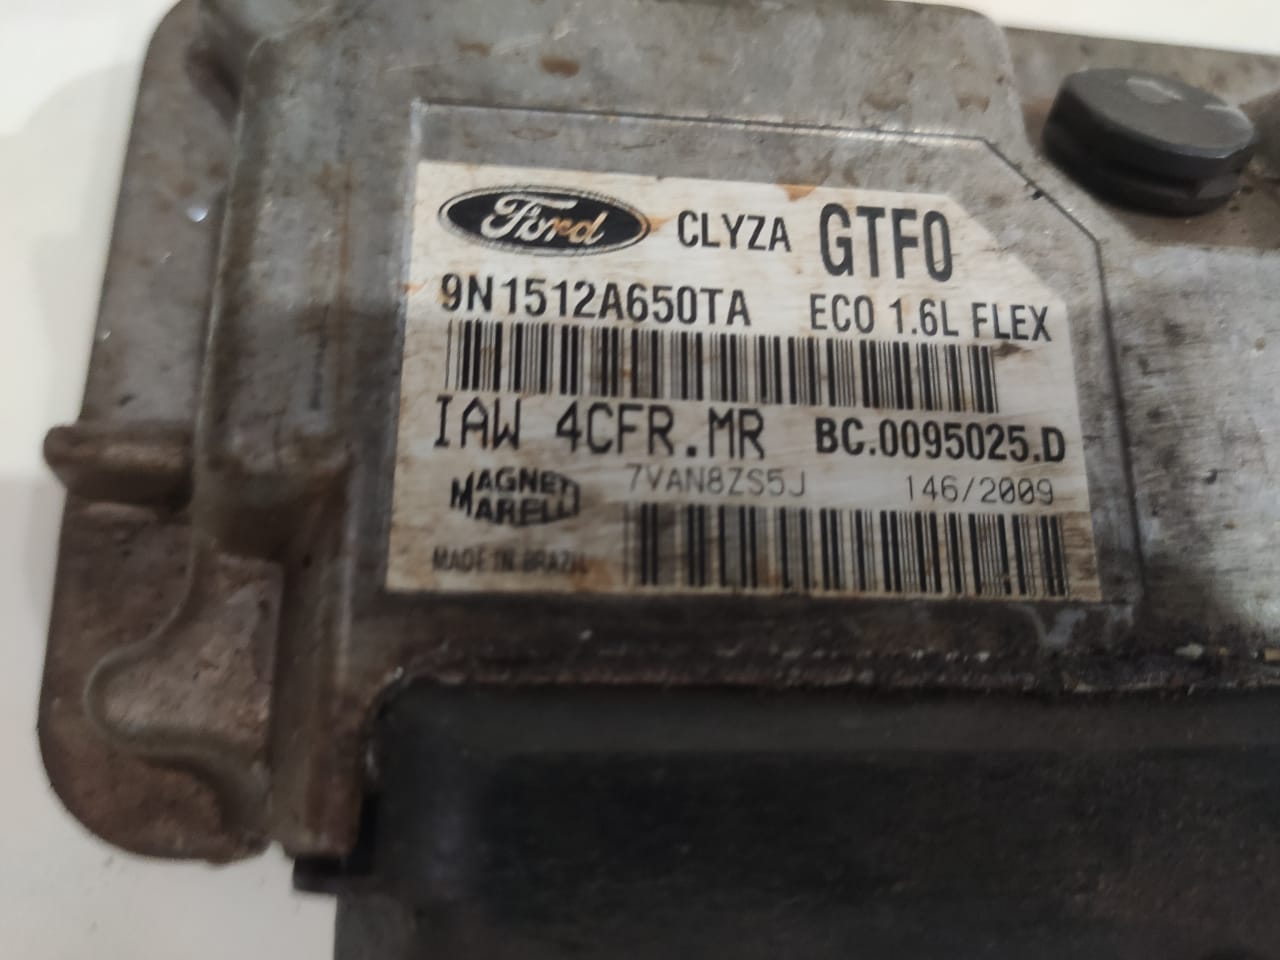 Ford CLYZA GTF0
9N1512A650TA ECO 1.6L FLEX
IAW 4CFR.MR BC.0095025.D
MAGNETI MARELLI 7VAN8ZS5J 146/2009
MADE IN BRAZIL